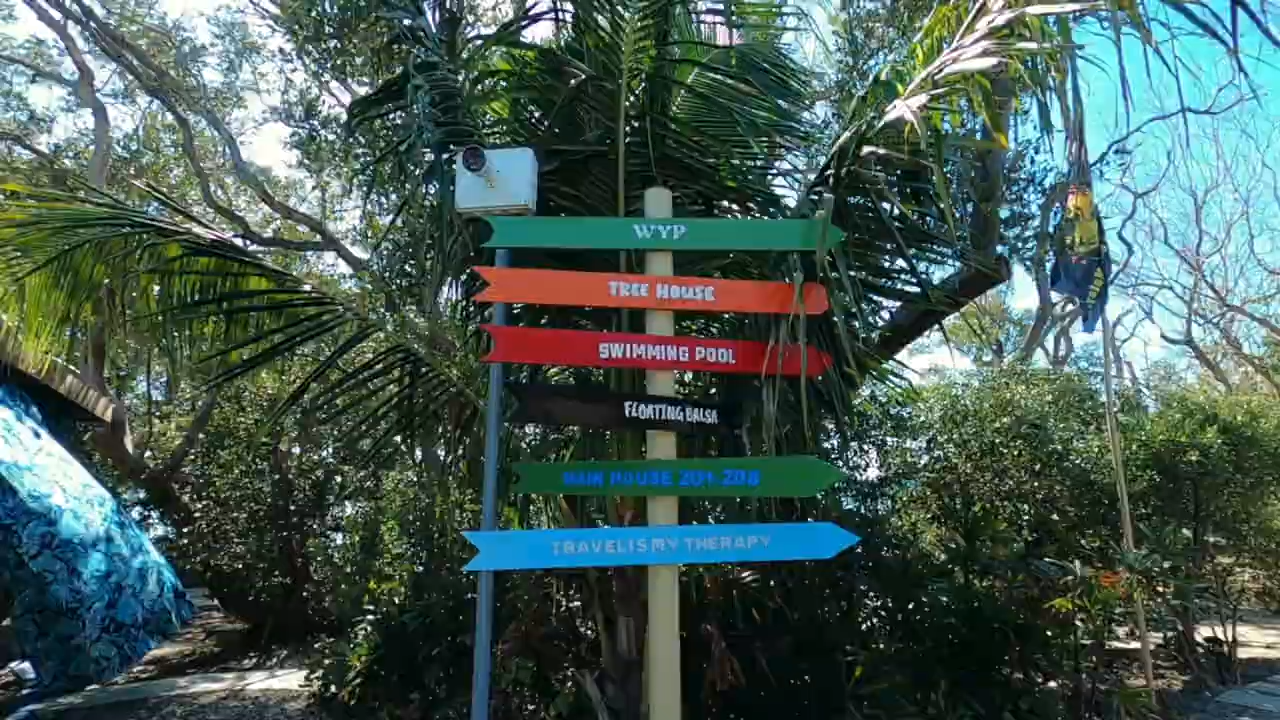 WYP
TREE HOUSE
SWIMMING POOL
FLOATING BALSA
MAIN HOUSE 201-208
TRAVEL IS MY THERAPY